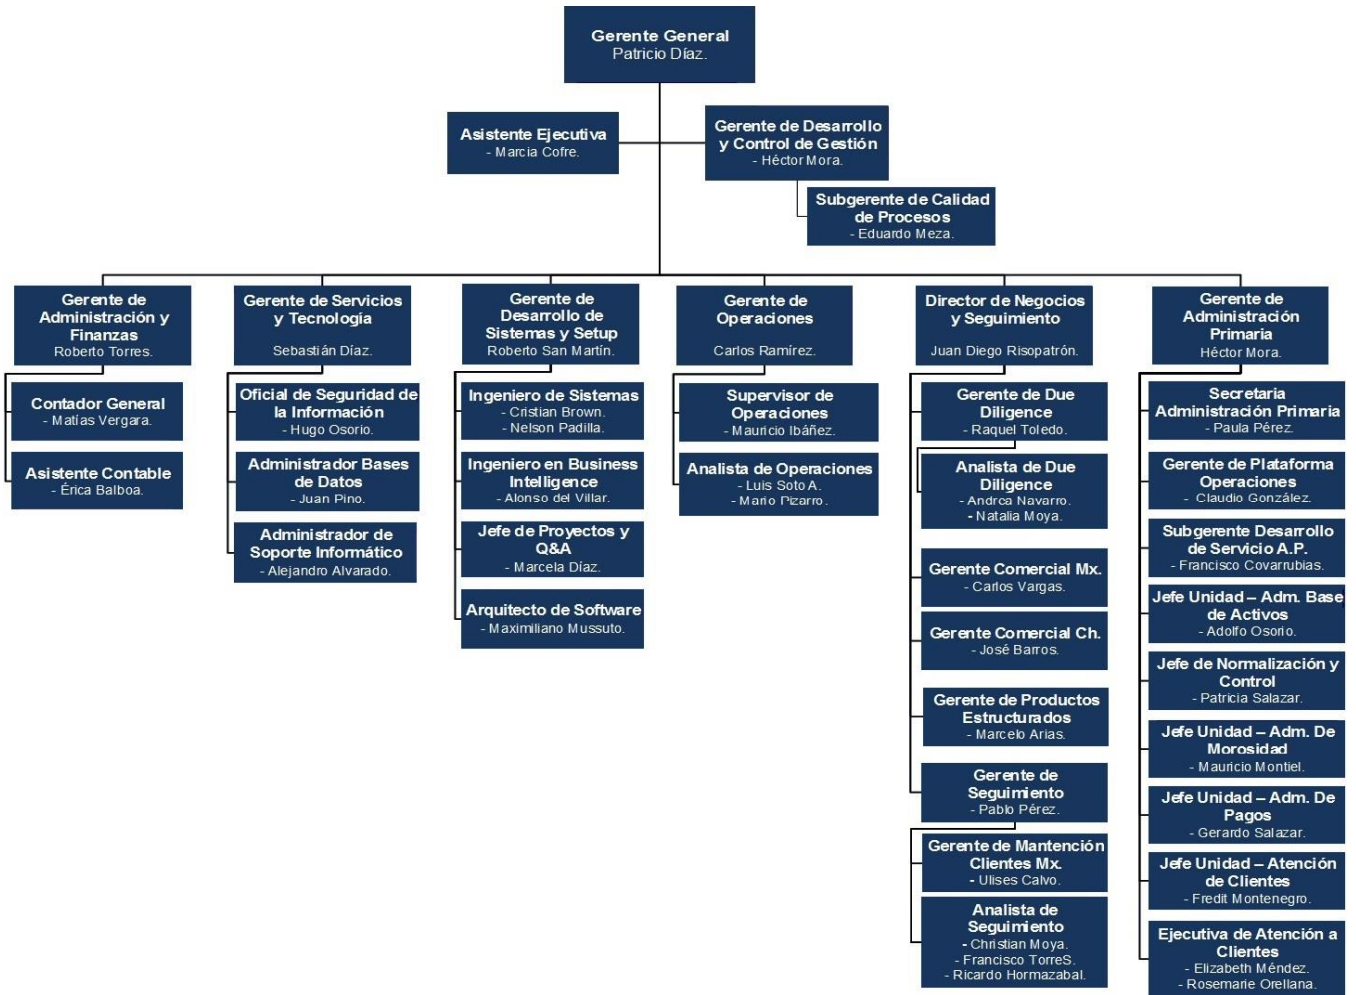 Gerente General
Patricio Díaz.
Asistente Ejecutiva
- Marcia Cofre.
Gerente de Desarrollo
y Control de Gestión
- Héctor Mora.
Subgerente de Calidad
de Procesos
- Eduardo Meza.
Gerente de
Administración y
Finanzas
Roberto Torres.
Contador General
- Matías Vergara.
Asistente Contable
- Érica Balboa.
Gerente de Servicios
y Tecnología
Sebastián Díaz.
Oficial de Seguridad de
la Información
- Hugo Osorio.
Administrador Bases
de Datos
- Juan Pino.
Administrador de
Soporte Informático
- Alejandro Alvarado.
Gerente de
Desarrollo de
Sistemas y Setup
Roberto San Martín.
Ingeniero de Sistemas
- Cristian Brown.
- Nelson Padilla.
Ingeniero en Business
Intelligence
- Alonso del Villar.
Jefe de Proyectos y
Q&A
- Marcela Díaz.
Arquitecto de Software
- Maximiliano Mussuto.
Gerente de
Operaciones
Carlos Ramírez.
Supervisor de
Operaciones
- Mauricio Ibáñez.
Analista de Operaciones
- Luis Soto A.
- Mario Pizarro.
Director de Negocios
y Seguimiento
Juan Diego Risopatrón.
Gerente de Due
Diligence
- Raquel Toledo.
Analista de Due
Diligence
- Andrea Navarro.
- Natalia Moya.
Gerente Comercial Mx.
- Carlos Vargas.
Gerente Comercial Ch.
- José Barros.
Gerente de Productos
Estructurados
- Marcelo Arias.
Gerente de
Seguimiento
- Pablo Pérez.
Gerente de Mantención
Clientes Mx.
- Ulises Calvo.
Analista de
Seguimiento
- Christian Moya.
- Francisco TorreS.
- Ricardo Hormazabal.
Gerente de
Administración
Primaria
Héctor Mora.
Secretaria
Administración Primaria
- Paula Pérez.
Gerente de Plataforma
Operaciones
- Claudio González.
Subgerente Desarrollo
de Servicio A.P.
- Francisco Covarrubias.
Jefe Unidad – Adm. Base
de Activos
- Adolfo Osorio.
Jefe de Normalización y
Control
- Patricia Salazar.
Jefe Unidad – Adm. De
Morosidad
- Mauricio Montiel.
Jefe Unidad – Adm. De
Pagos
- Gerardo Salazar.
Jefe Unidad – Atención
de Clientes
- Fredit Montenegro.
Ejecutiva de Atención a
Clientes
- Elizabeth Méndez.
- Rosemarie Orellana.